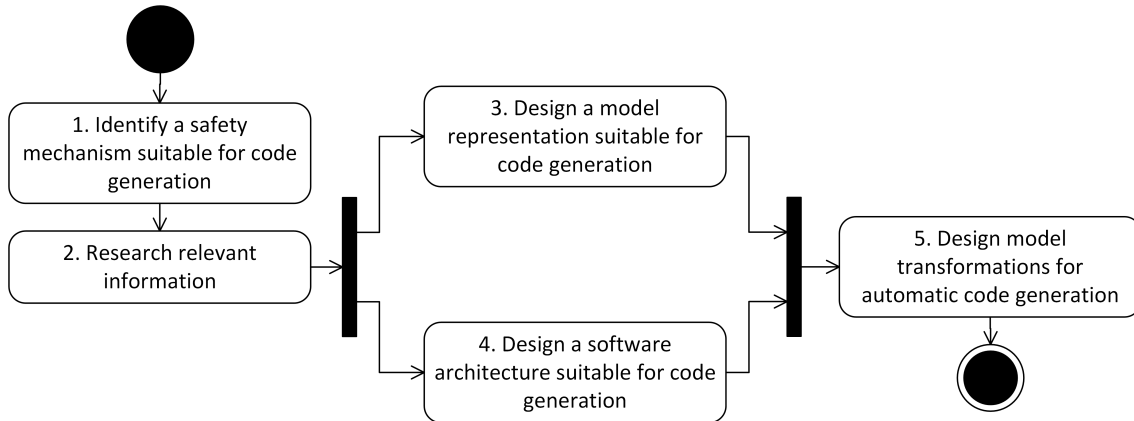 1. Identify a safety
mechanism suitable for code
generation
2. Research relevant
information
3. Design a model
representation suitable for
code generation
4. Design a software
architecture suitable for code
generation
5. Design model
transformations for
automatic code generation